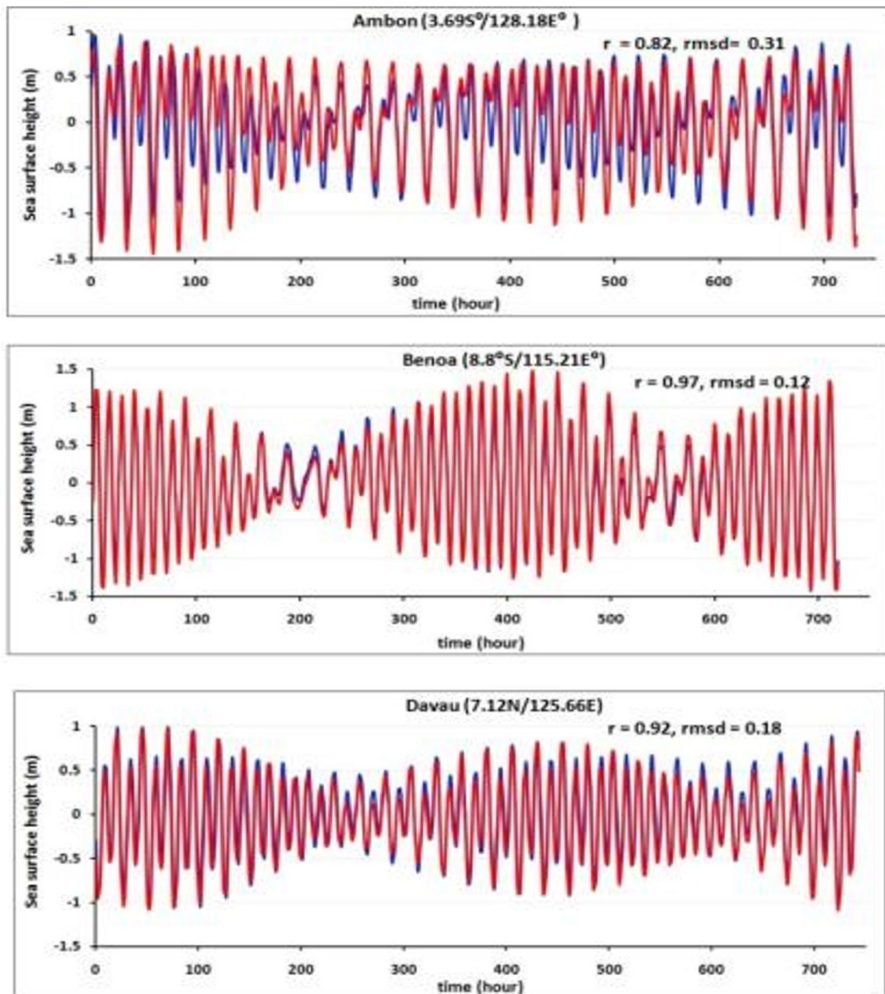 Ambon (3.69S⁰/128.18E⁰ )
r = 0.82, rmsd= 0.31
Sea surface height (m)
1
0.5
0
-0.5
-1
-1.5
0 100 200 300 400 500 600 700
time (hour)
Benoa (8.8⁰S/115.21E⁰)
r = 0.97, rmsd = 0.12
Sea surface height (m)
1.5
1
0.5
0
-0.5
-1
-1.5
0 100 200 300 400 500 600 700
time (hour)
Davau (7.12N/125.66E)
r = 0.92, rmsd = 0.18
Sea surface height (m)
1
0.5
0
-0.5
-1
-1.5
0 100 200 300 400 500 600 700
time (hour)